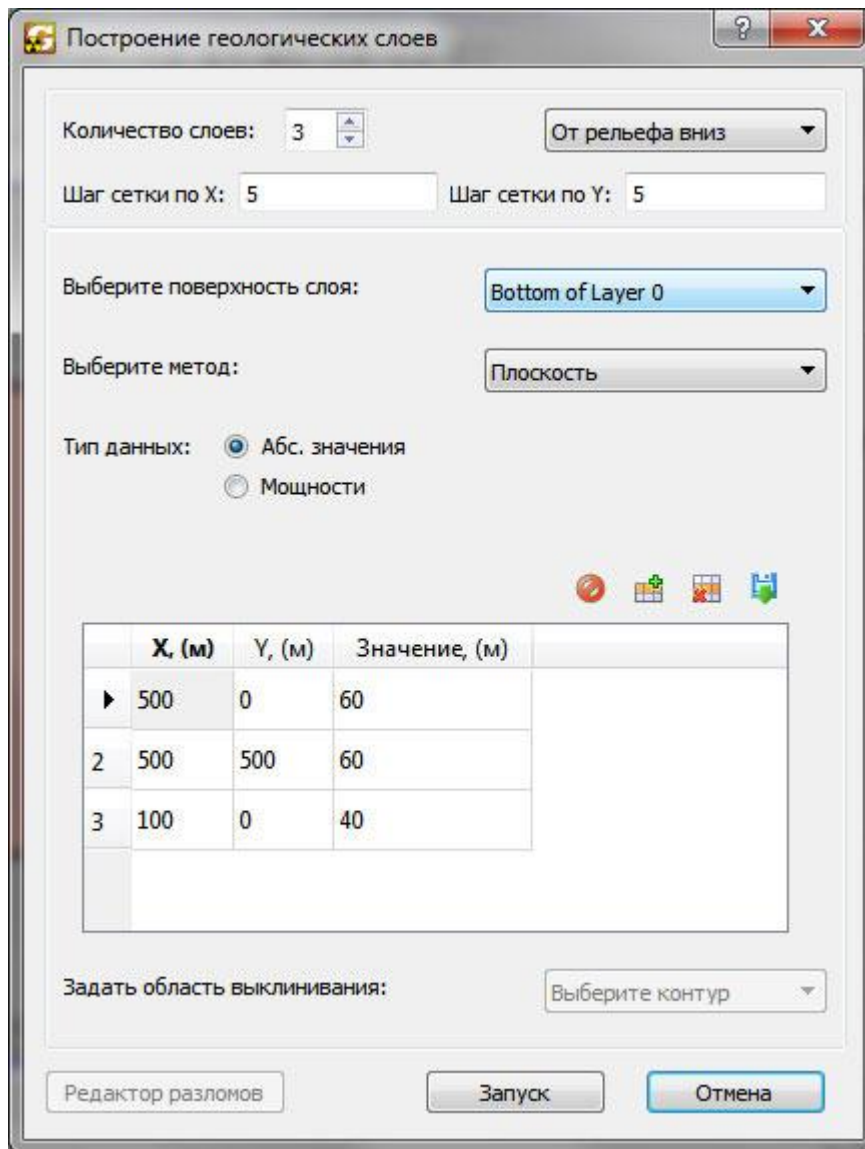 Построение геологических слоев
?
Количество слоев: 3 От рельефа вниз
Шаг сетки по X: 5 Шаг сетки по Y: 5
Выберите поверхность слоя: Bottom of Layer 0
Выберите метод: Плоскость
Тип данных: Абс. значения
Мощности
X, (м) Y, (м) Значение, (м)
500 0 60
2 500 500 60
3 100 0 40
Задать область выклинивания: Выберите контур
Редактор разломов Запуск Отмена